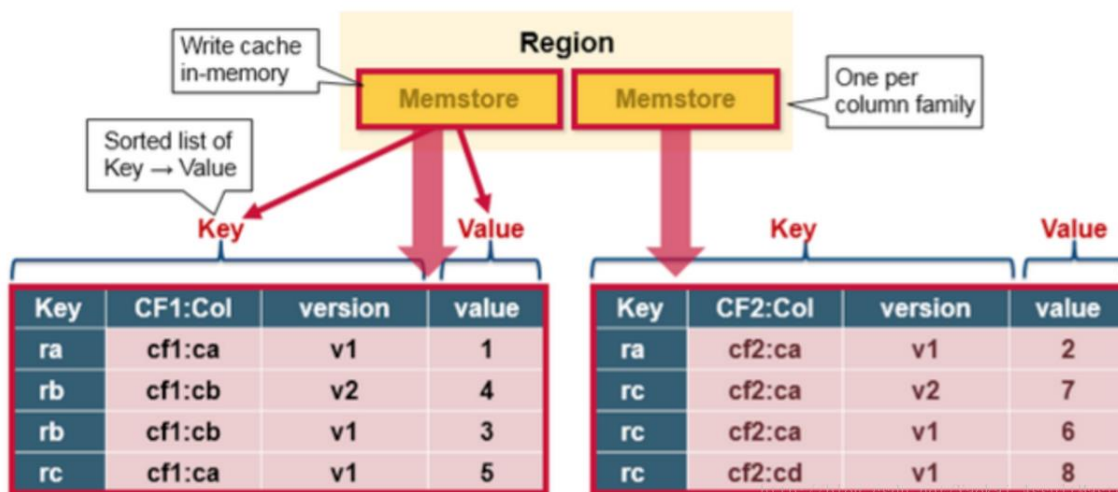 Region
Write cache
in-memory
Memstore
Memstore
One per
column family
Sorted list of
Key → Value
Key
Value
Key
Value
Key CF1:Col version value
ra cf1:ca v1 1
rb cf1:cb v2 4
rb cf1:cb v1 3
rc cf1:ca v1 5
Key CF2:Col version value
ra cf2:ca v1 2
rc cf2:ca v2 7
rc cf2:ca v1 6
rc cf2:cd v1 8